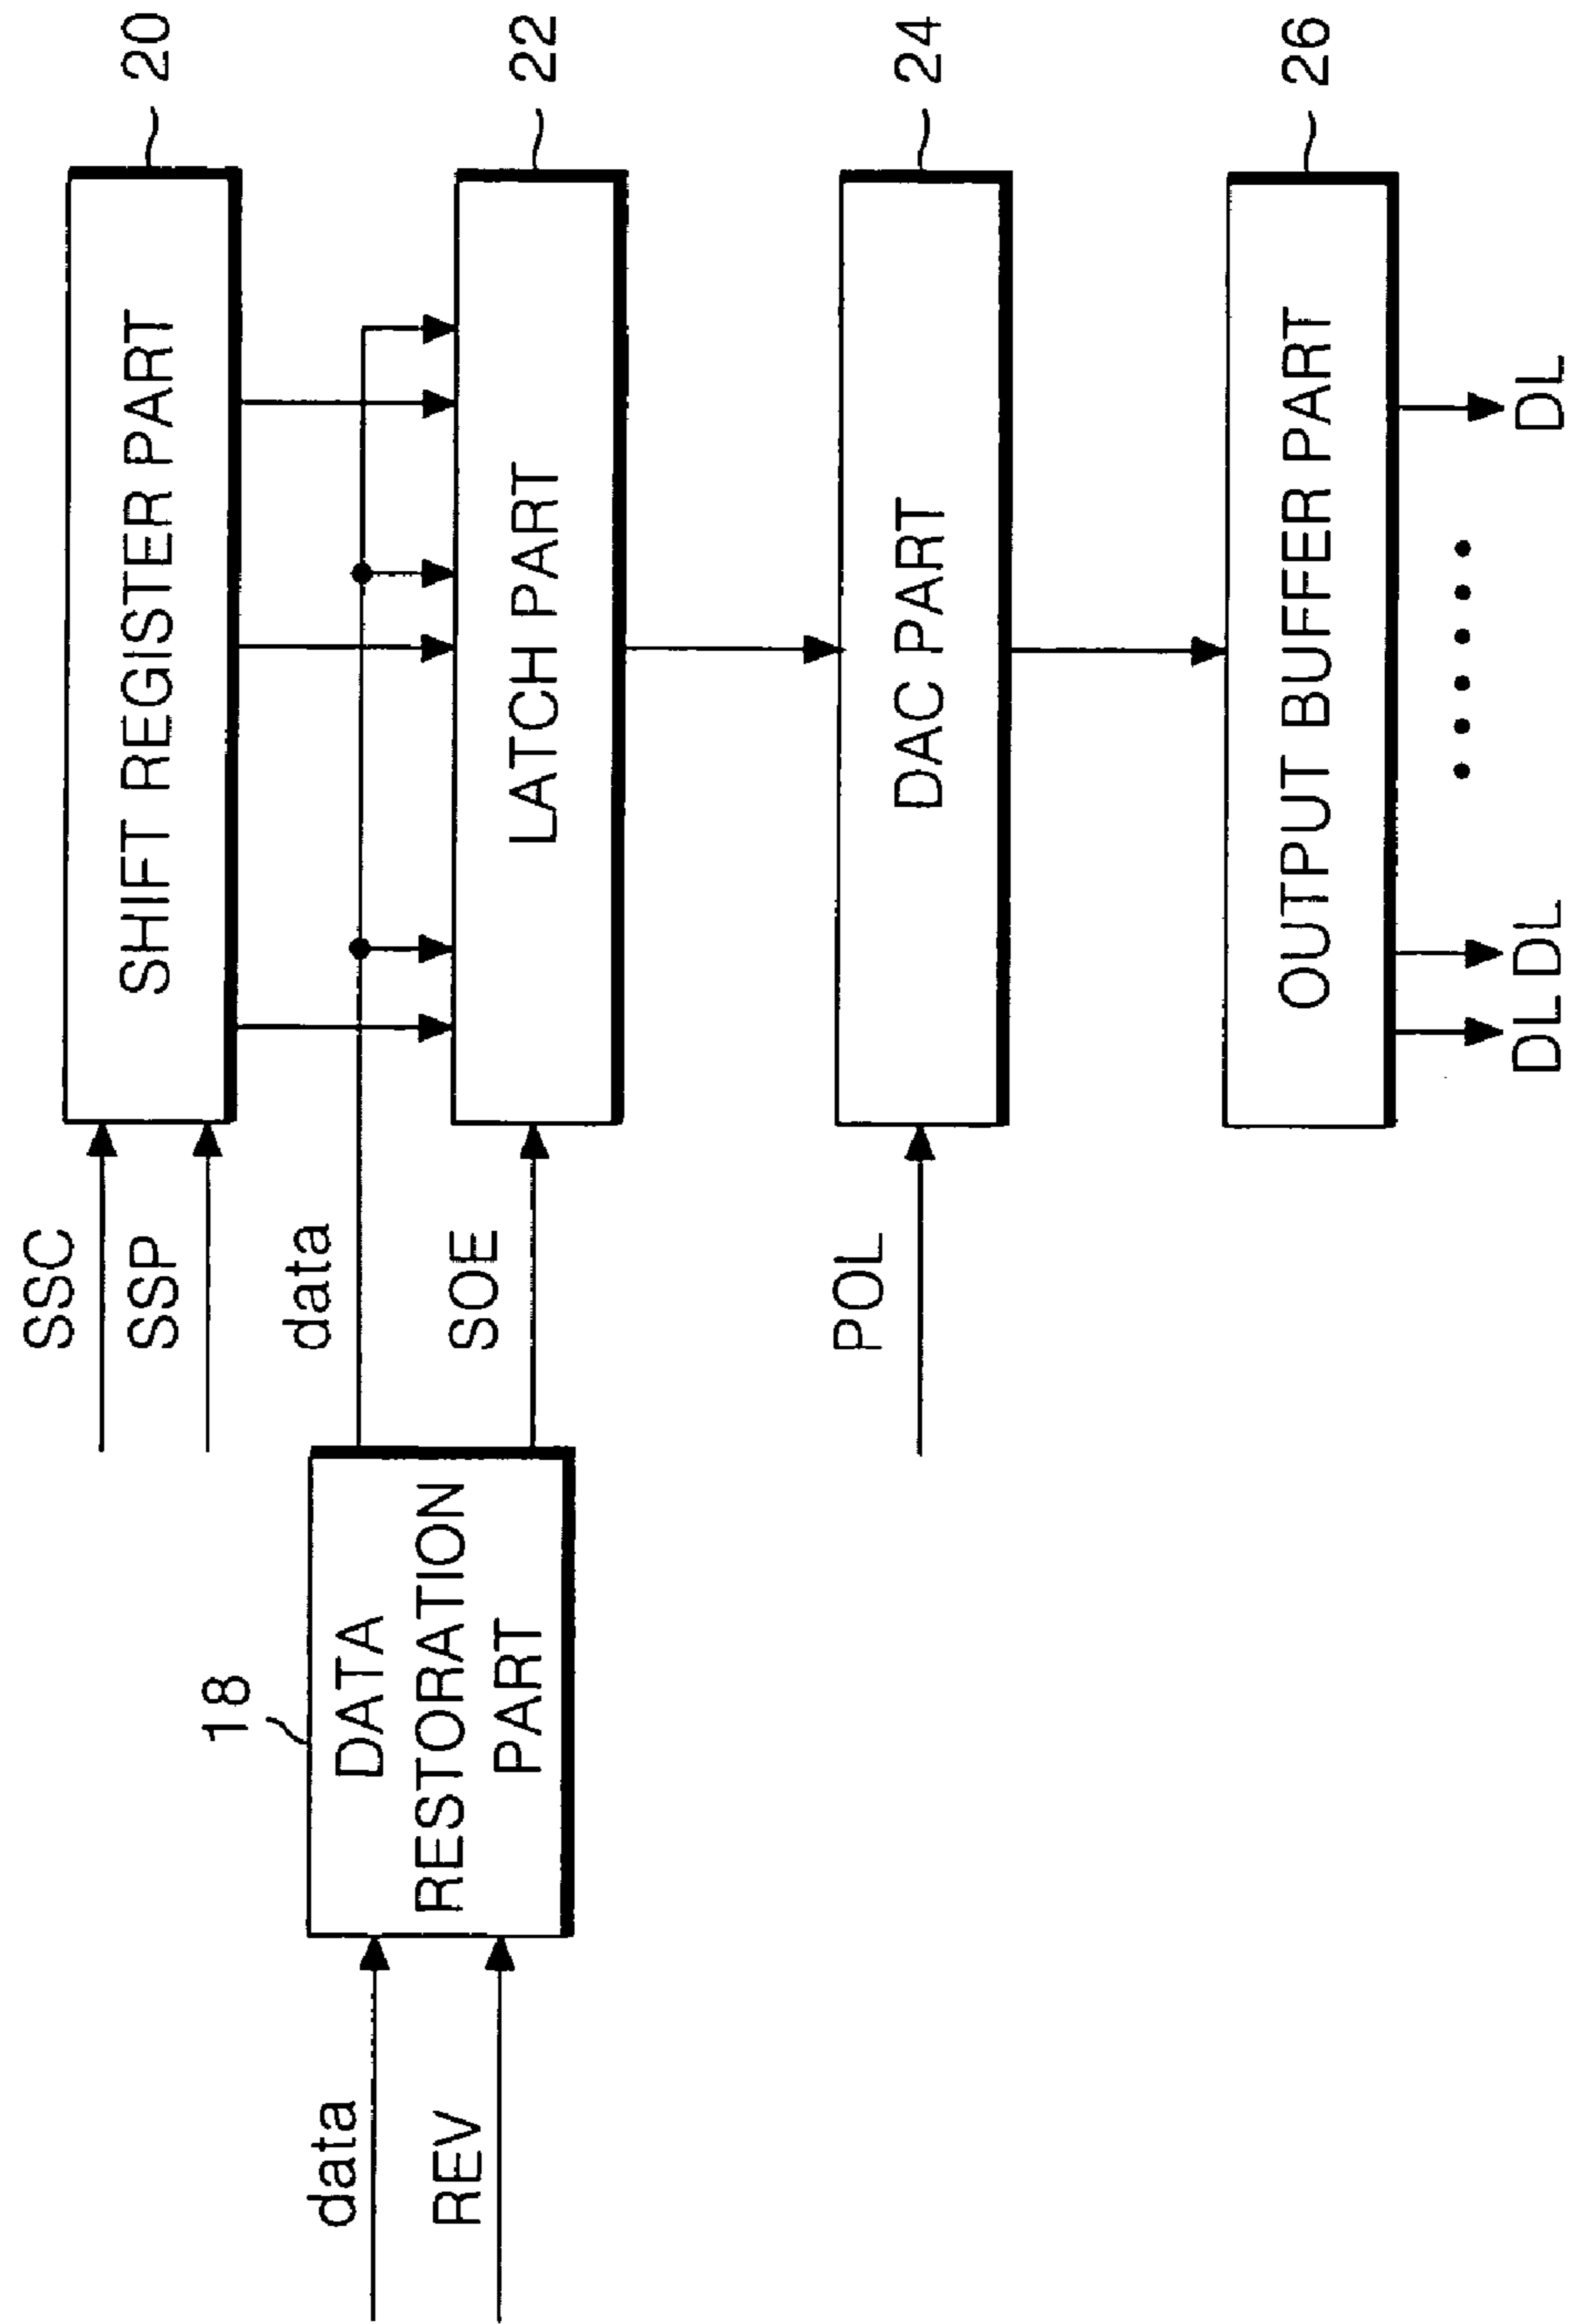 SSC
SSP
SHIFT REGISTER PART
20
data
SOE
LATCH PART
22
18
DATA
RESTORATION
PART
data
REV
POL
DAC PART
24
OUTPUT BUFFER PART
26
DL DL DL